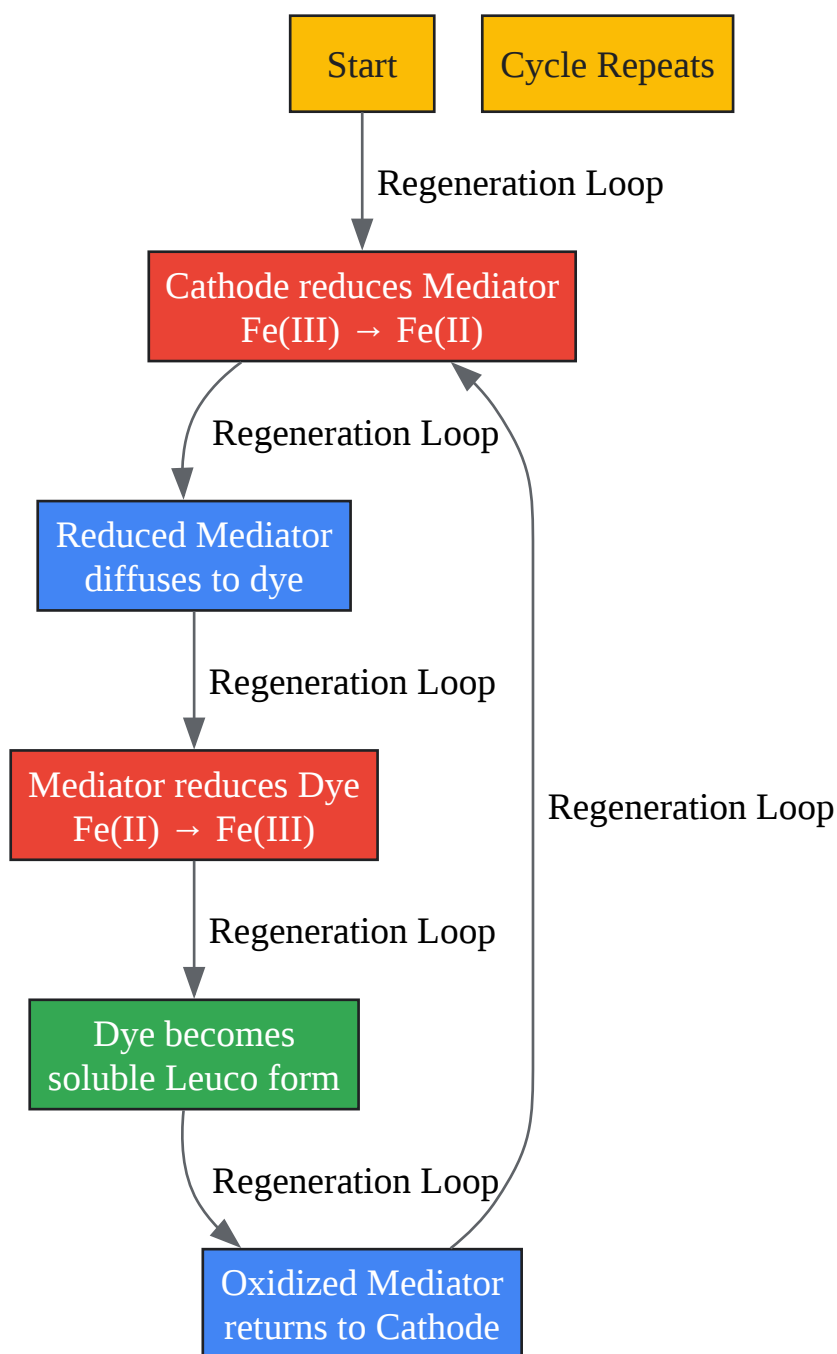 Start
Cycle Repeats
Regeneration Loop
Cathode reduces Mediator
Fe(III) → Fe(II)
Regeneration Loop
Reduced Mediator
diffuses to dye
Regeneration Loop
Mediator reduces Dye
Fe(II) → Fe(III)
Regeneration Loop
Regeneration Loop
Dye becomes
soluble Leuco form
Regeneration Loop
Oxidized Mediator
returns to Cathode